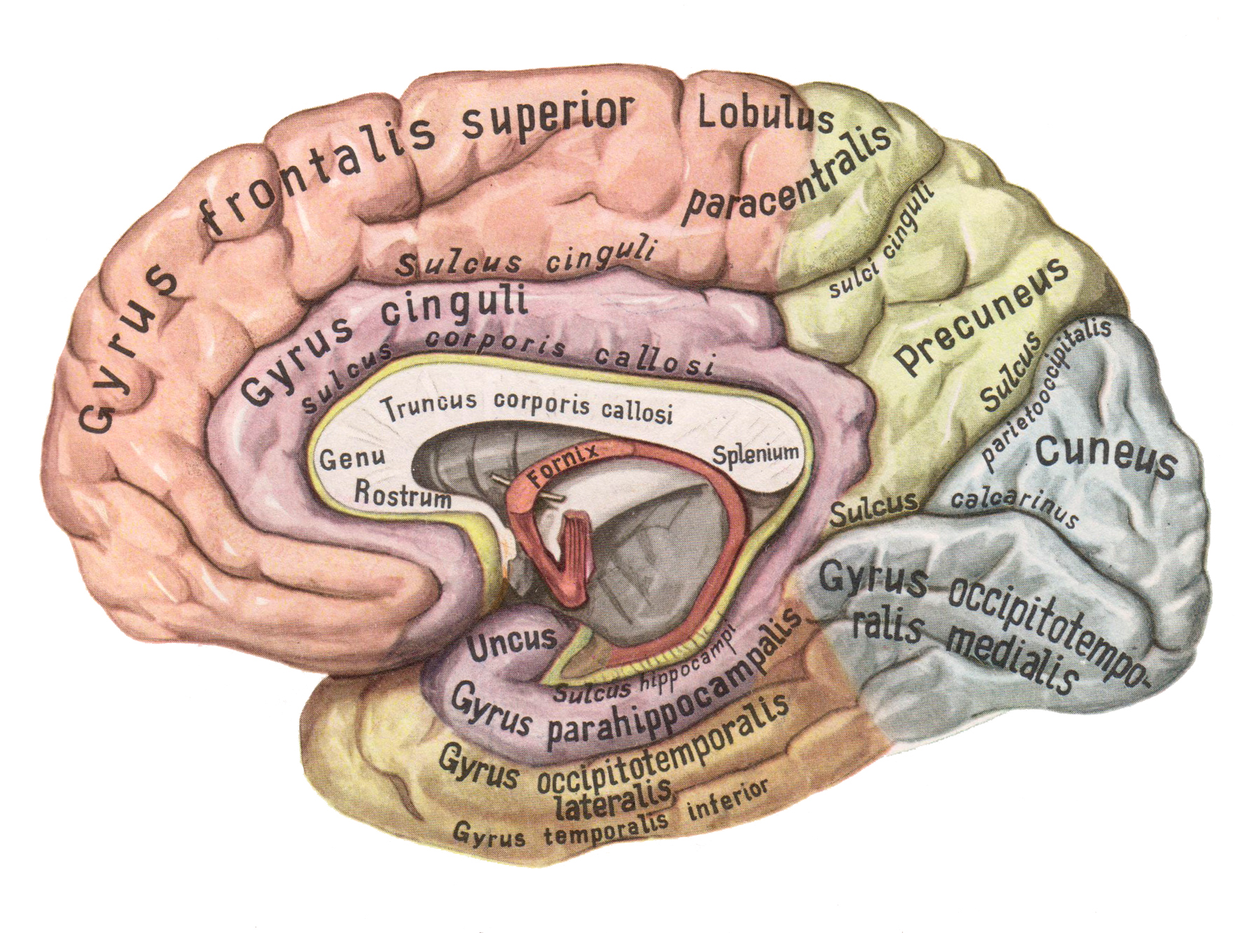 Gyrus frontalis superior
Lobulus
paracentralis
Sulcus cinguli
sulci cinguli
Gyrus cinguli
sulcus corporis callosi
Precuneus
Sulcus
parietooccipitalis
Cuneus
Truncus corporis callosi
Genu
Rostrum
Fornix
Splenium
Sulcus calcarinus
Gyrus occipitotempo-
ralis medialis
Uncus
Sulcus hippocampi
Gyrus parahippocampalis
Gyrus occipitotemporalis
lateralis
Gyrus temporalis inferior